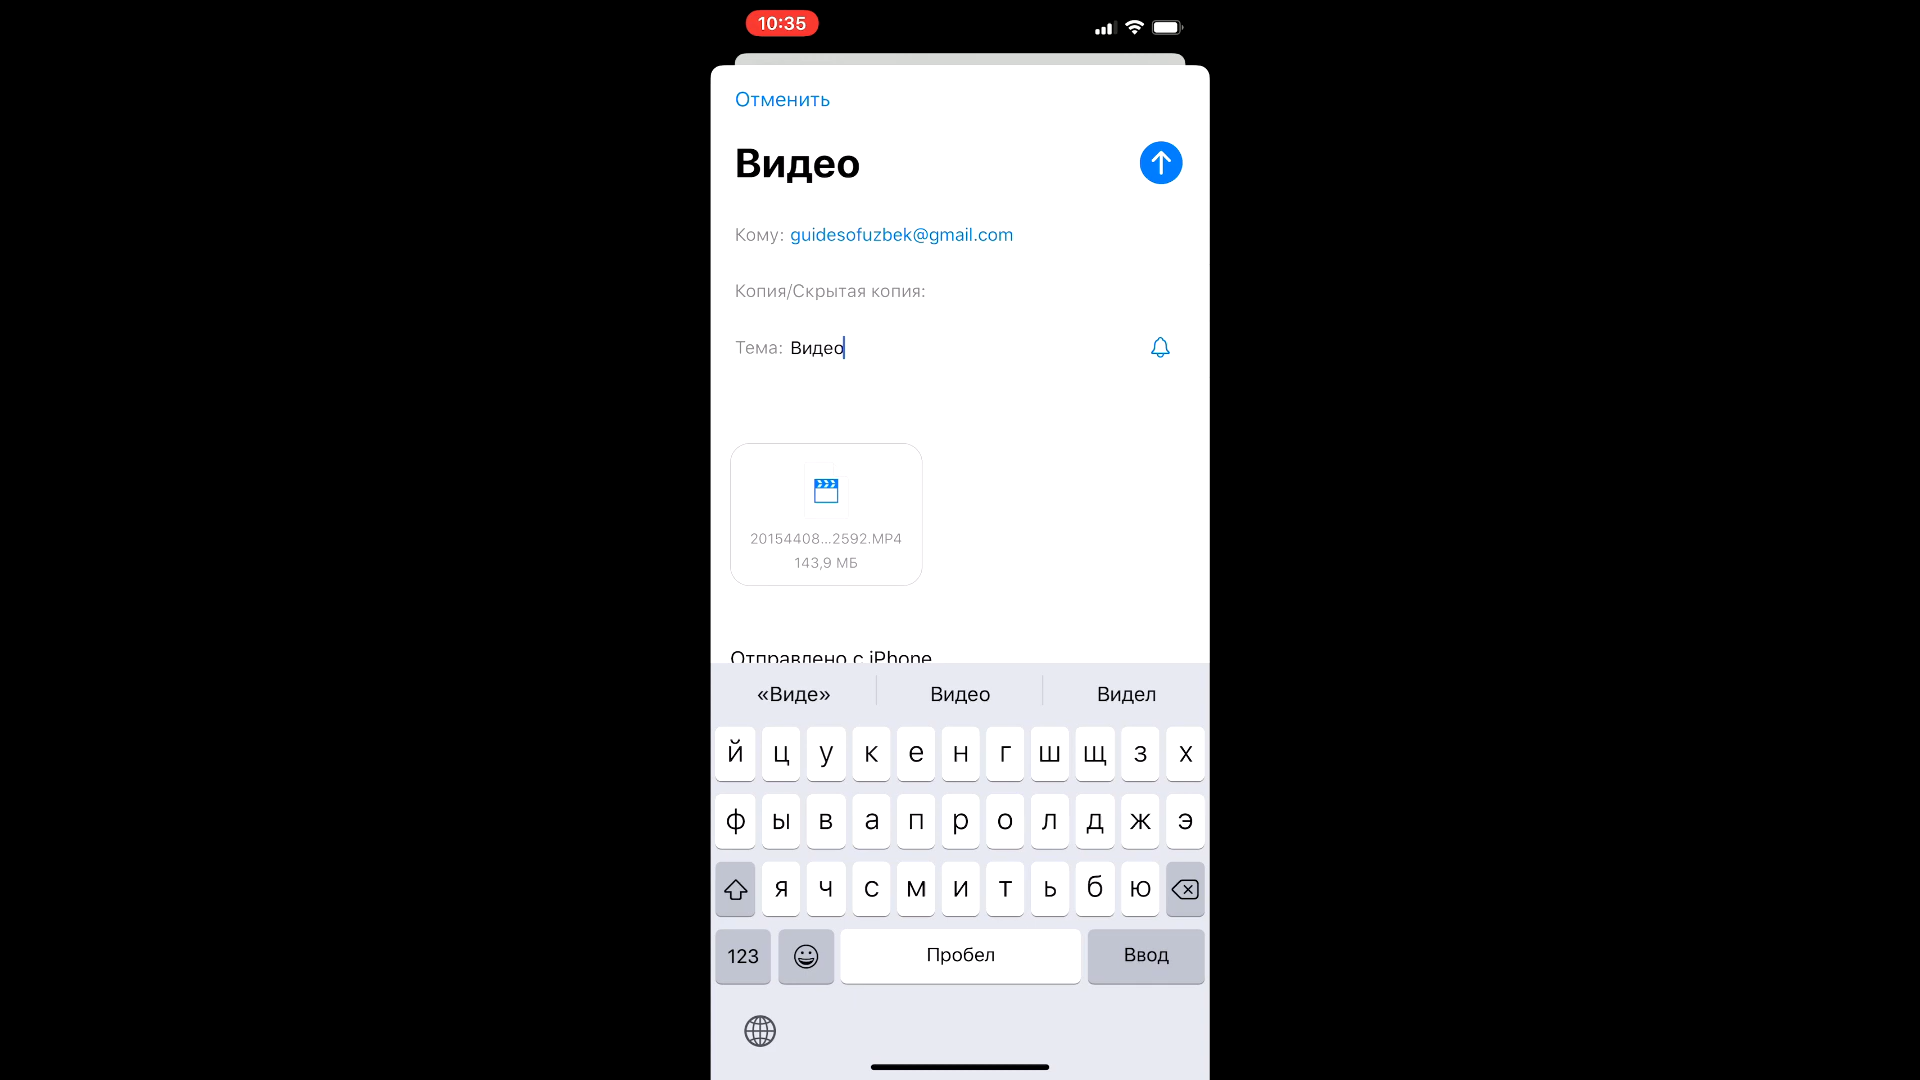 10:35
Отменить
Видео
Кому: guidesofuzbek@gmail.com
Копия/Скрытая копия:
Тема: Видео
20154408...2592.MP4
143,9 МБ
Отправлено с iPhone
«Виде» Видео Видел
й ц у к е н г ш щ з х
ф ы в а п р о л д ж э
я ч с м и т ь б ю
123 Пробел Ввод